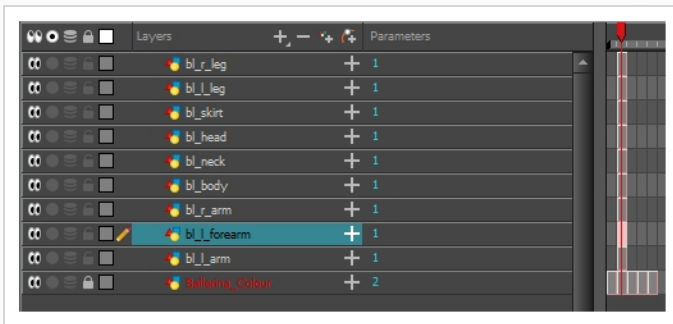 Layers Parameters
bl_r_leg 1
bl_l_leg 1
bl_skirt 1
bl_head 1
bl_neck 1
bl_body 1
bl_r_arm 1
bl_l_forearm 1
bl_l_arm 1
Ballerina_Colour 2